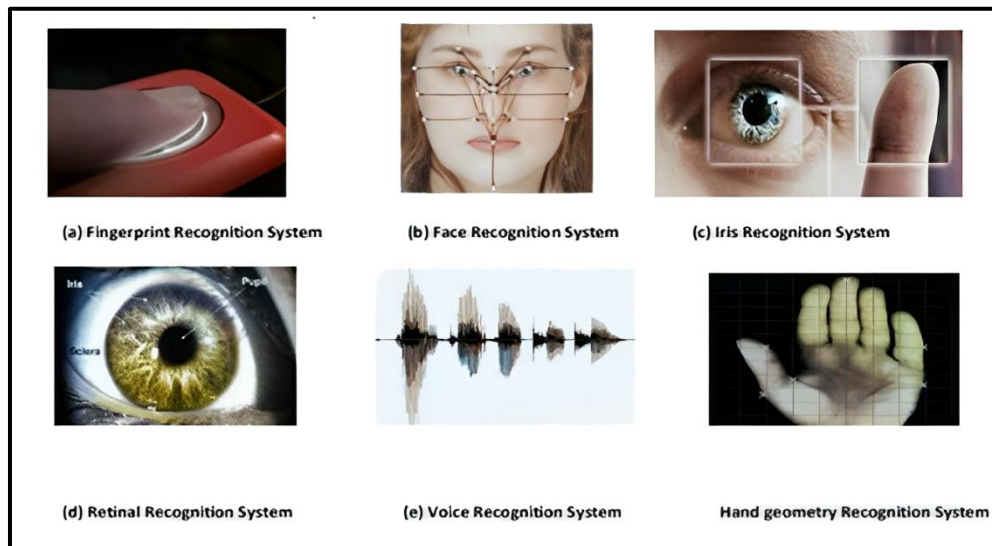 (a) Fingerprint Recognition System
(b) Face Recognition System
(c) Iris Recognition System
Iris
Pupil
Sclera
(d) Retinal Recognition System
(e) Voice Recognition System
Hand geometry Recognition System